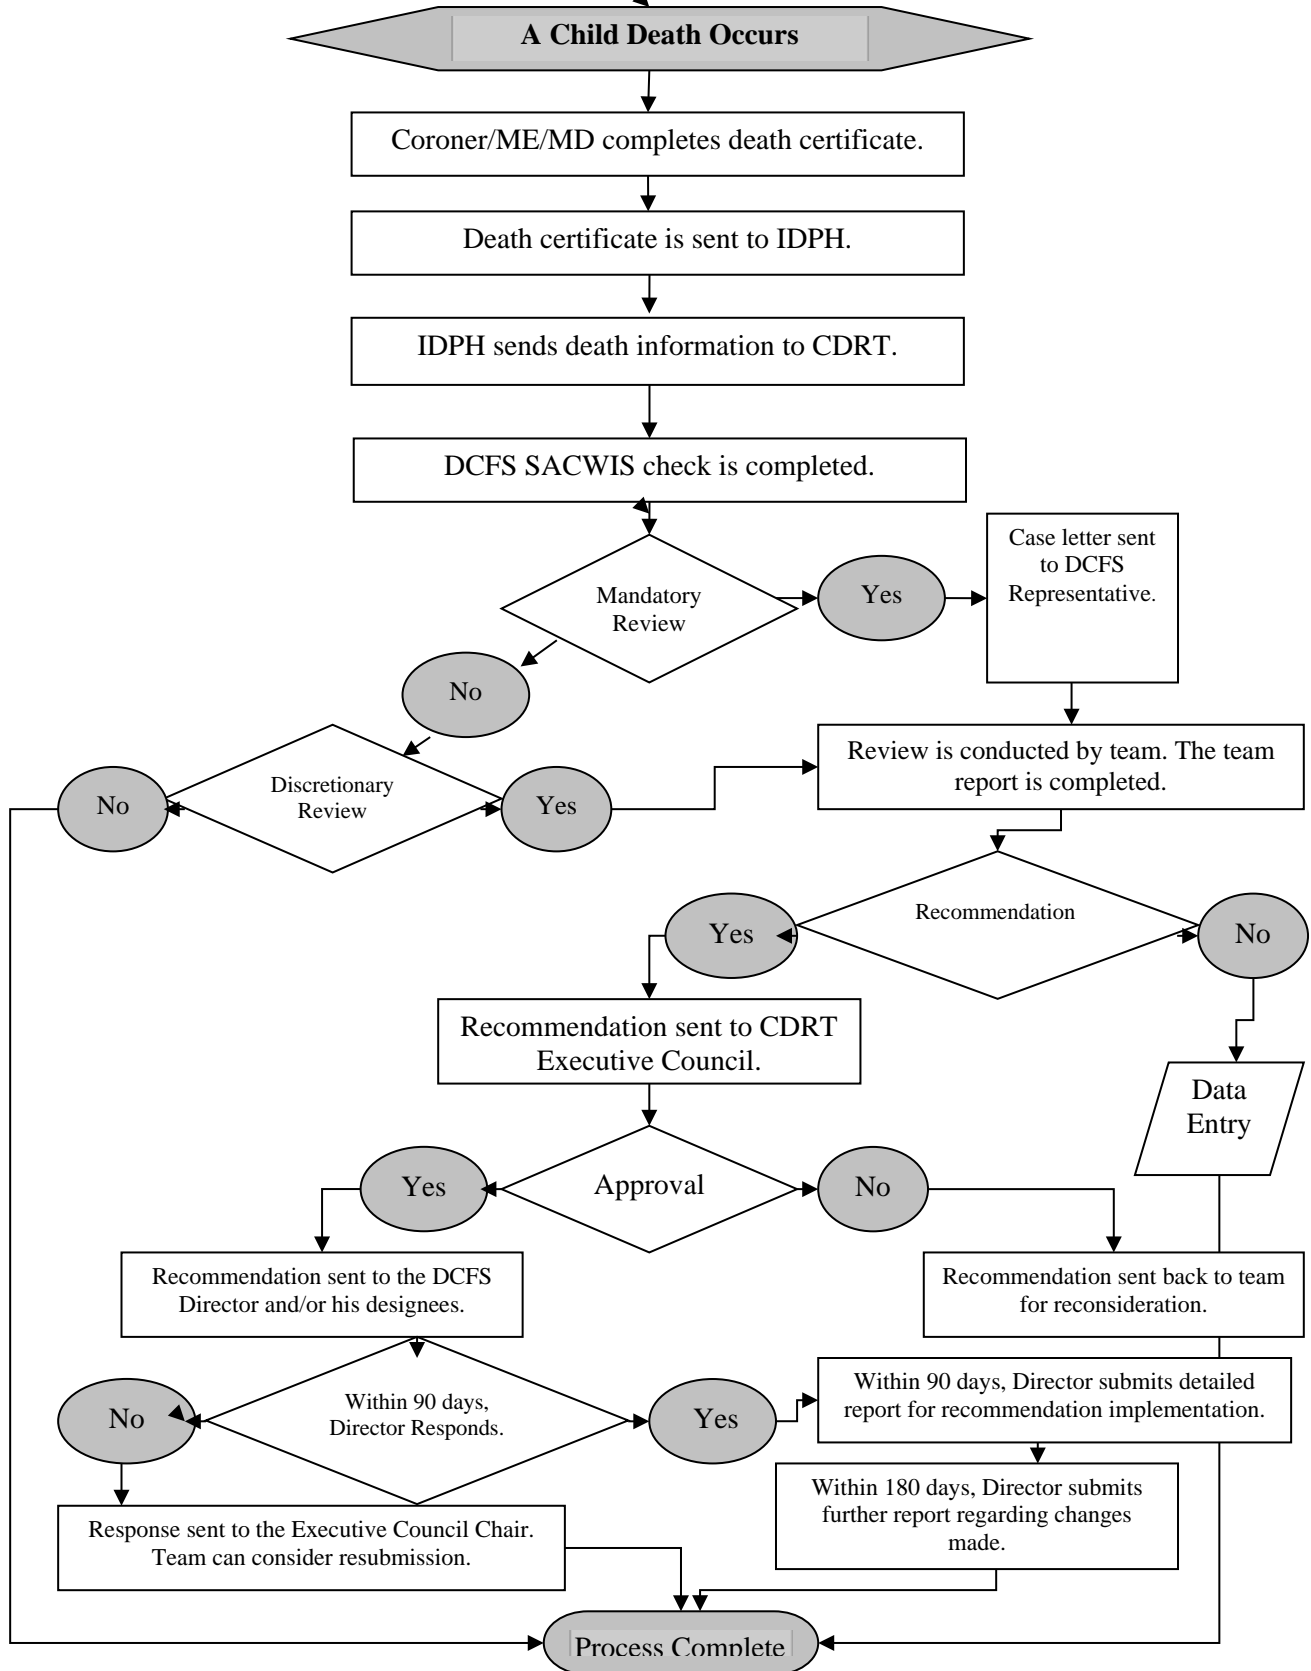 A Child Death Occurs
Coroner/ME/MD completes death certificate.
Death certificate is sent to IDPH.
IDPH sends death information to CDRT.
DCFS SACWIS check is completed.
Mandatory
Review
Yes
Case letter sent
to DCFS
Representative.
No
Discretionary
Review
No
Yes
Review is conducted by team. The team
report is completed.
Recommendation
Yes
No
Recommendation sent to CDRT
Executive Council.
Data
Entry
Approval
Yes
No
Recommendation sent to the DCFS
Director and/or his designees.
Recommendation sent back to team
for reconsideration.
Within 90 days,
Director Responds.
No
Yes
Within 90 days, Director submits detailed
report for recommendation implementation.
Within 180 days, Director submits
further report regarding changes
made.
Response sent to the Executive Council Chair.
Team can consider resubmission.
Process Complete